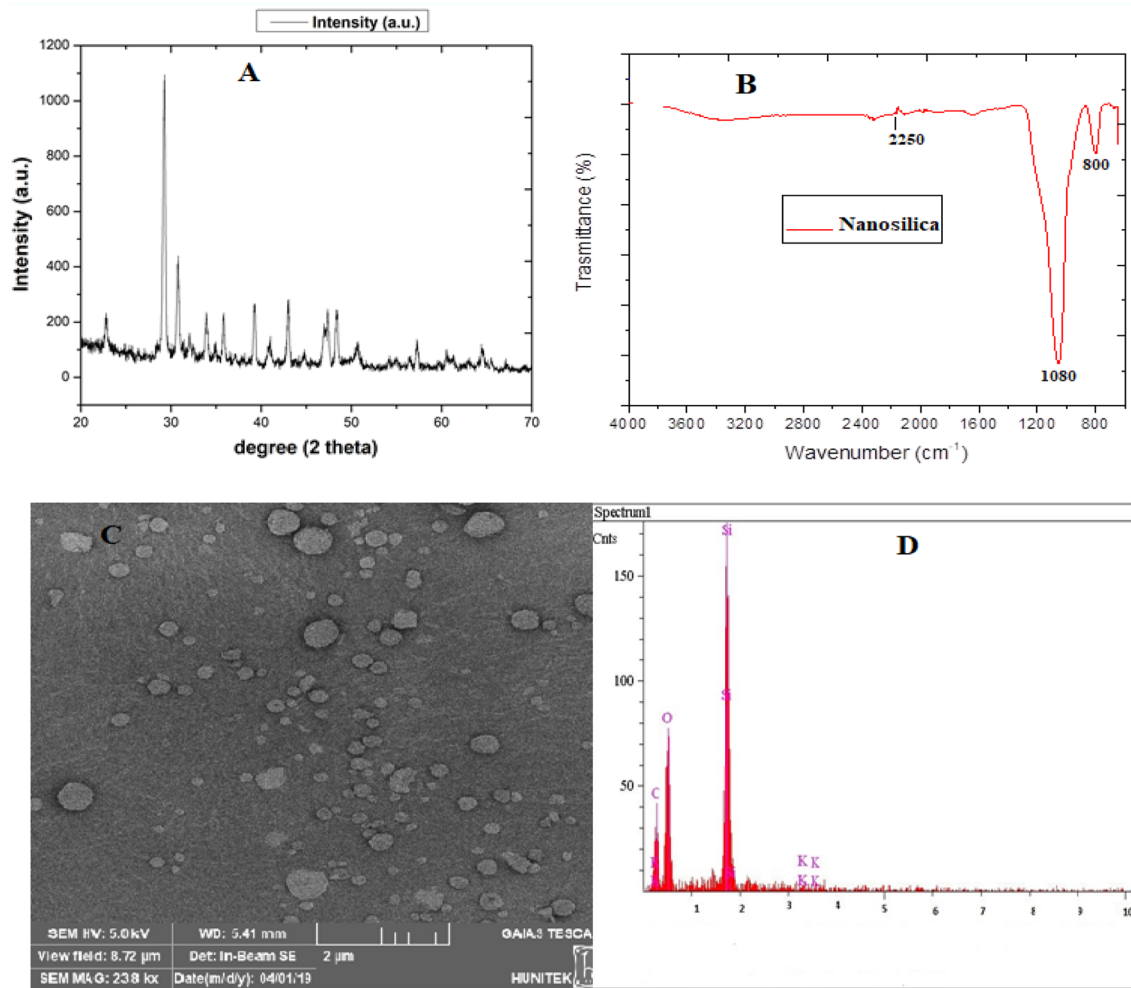 Intensity (a.u.)
A
1200
1000
800
600
400
200
0
Intensity (a.u.)
20 30 40 50 60 70
degree (2 theta)
B
2250
800
Nanosilica
1080
Trasmittance (%)
4000 3600 3200 2800 2400 2000 1600 1200 800
Wavenumber (cm⁻¹)
C
SEM HV: 5.0 kV WD: 5.41 mm GAIA3 TESCA
View field: 8.72 µm Det: In-Beam SE 2 µm
SEM MAG: 23.8 kx Date(m/d/y): 04/01/19 HUNITEK
Spectrum1
Cnts
D
Si
150
100
Si
O
50
C
K K
K K
1 2 3 4 5 6 7 8 9 10